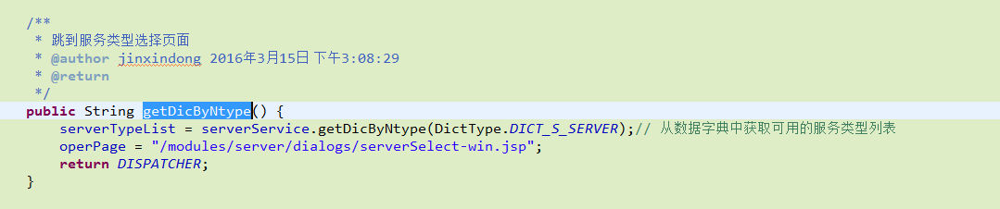 /**
* 跳到服务类型选择页面
* @author jinxindong 2016年3月15日 下午3:08:29
* @return
*/
public String getDicByNtype() {
serverTypeList = serverService.getDicByNtype(DictType.DICT_S_SERVER);// 从数据字典中获取可用的服务类型列表
operPage = "/modules/server/dialogs/serverSelect-win.jsp";
return DISPATCHER;
}